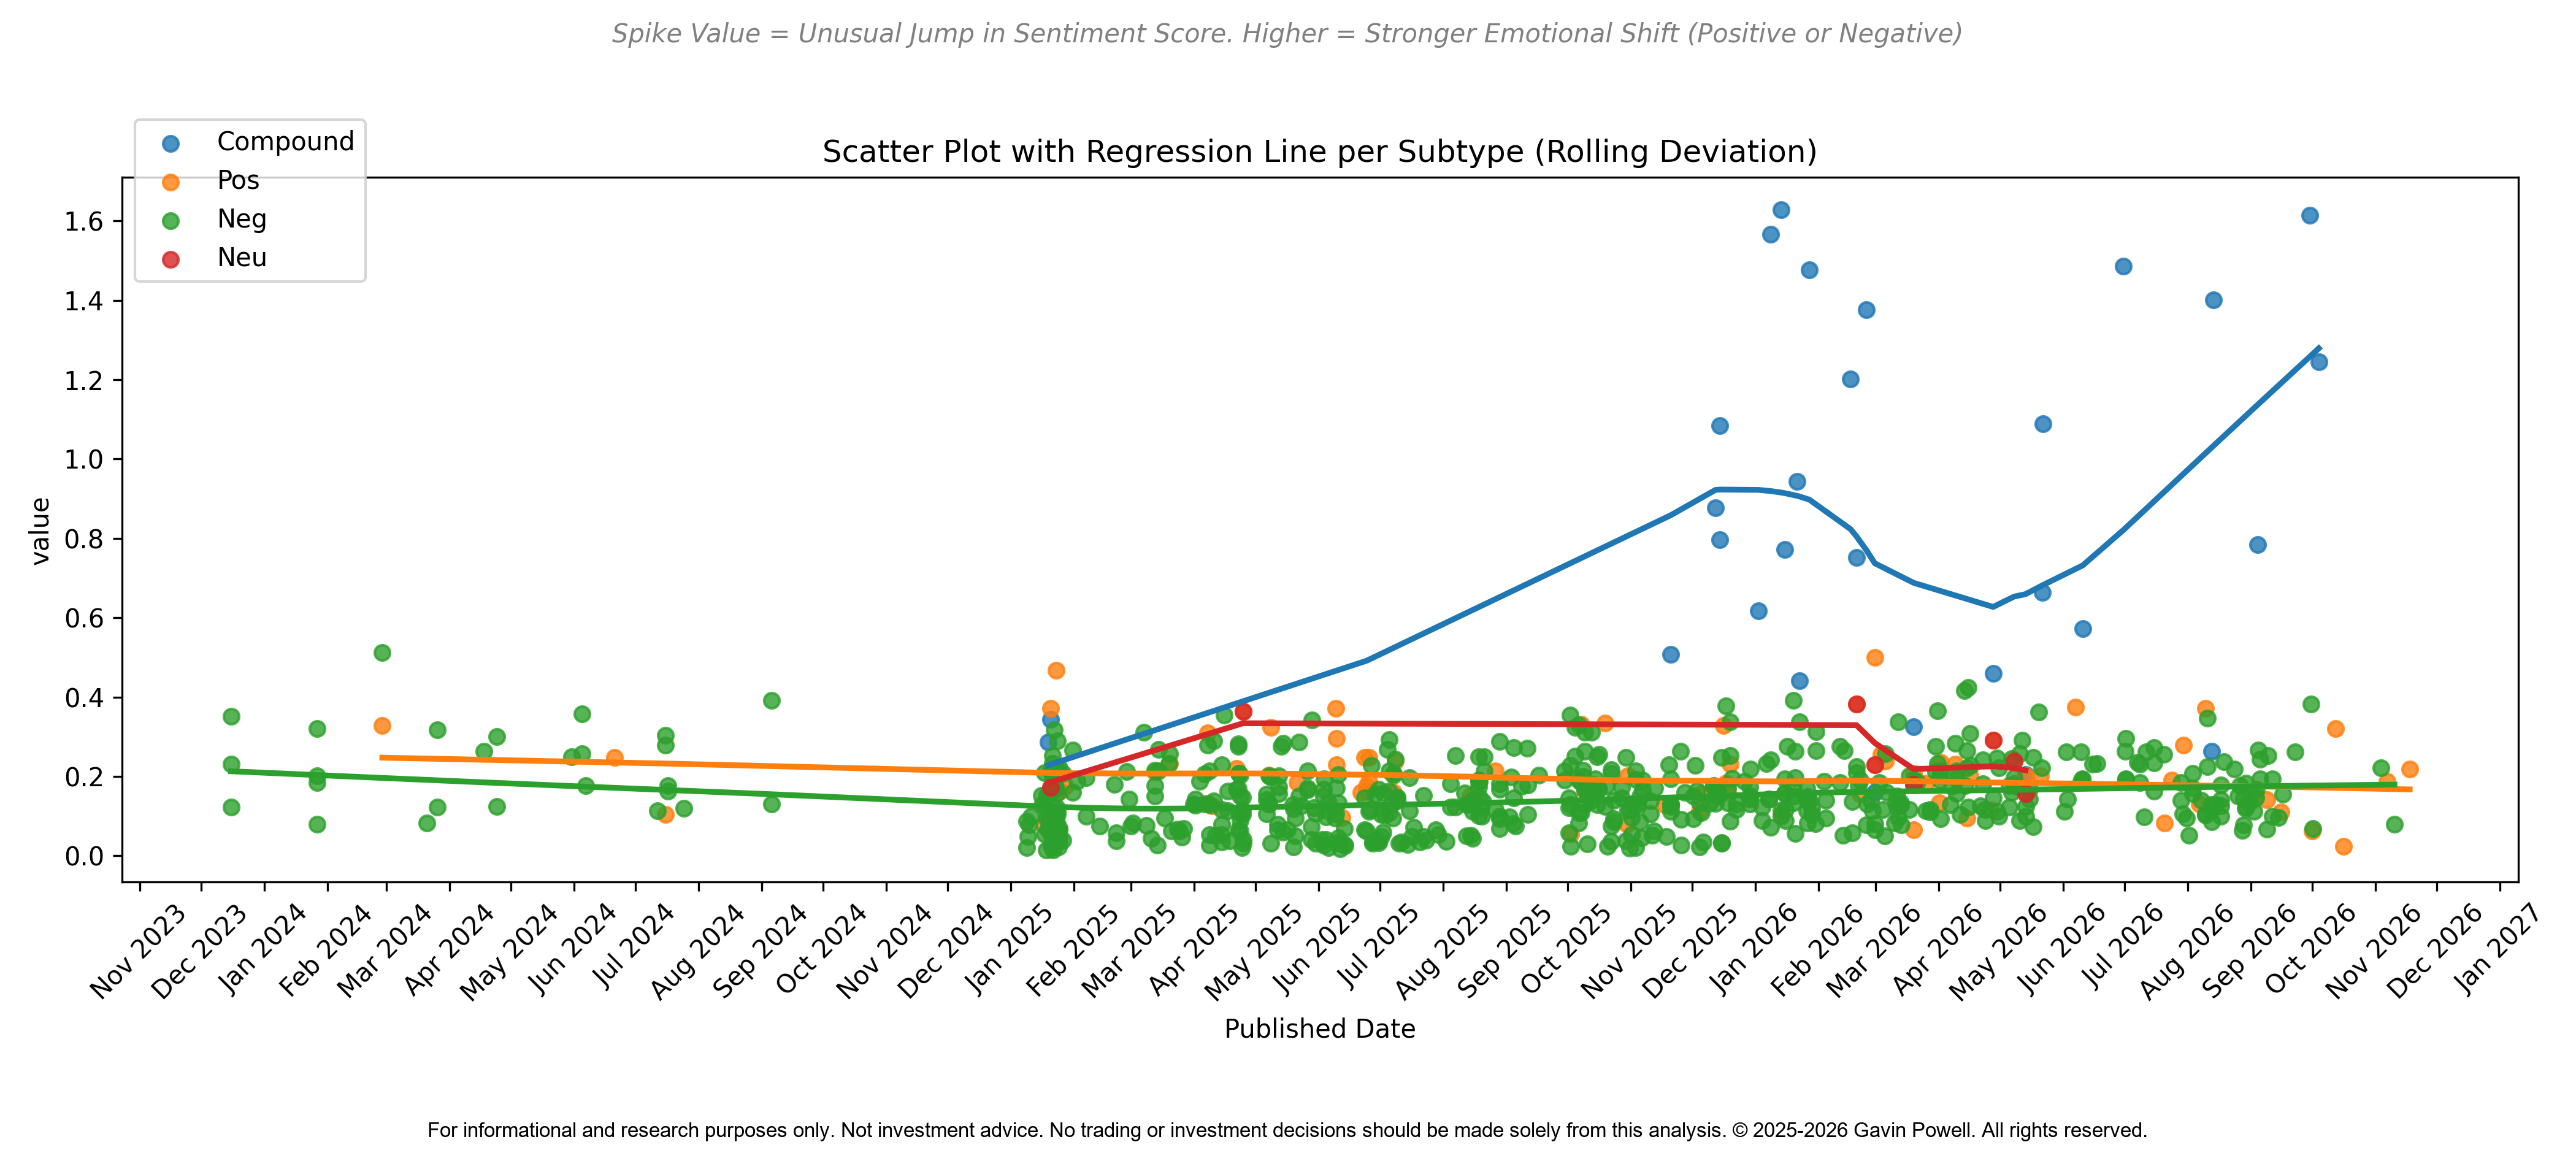 Spike Value = Unusual Jump in Sentiment Score. Higher = Stronger Emotional Shift (Positive or Negative)
Scatter Plot with Regression Line per Subtype (Rolling Deviation)
Compound
Pos
Neg
Neu
value
1.6
1.4
1.2
1.0
0.8
0.6
0.4
0.2
0.0
Nov 2023
Dec 2023
Jan 2024
Feb 2024
Mar 2024
Apr 2024
May 2024
Jun 2024
Jul 2024
Aug 2024
Sep 2024
Oct 2024
Nov 2024
Dec 2024
Jan 2025
Feb 2025
Mar 2025
Apr 2025
May 2025
Jun 2025
Jul 2025
Aug 2025
Sep 2025
Oct 2025
Nov 2025
Dec 2025
Jan 2026
Feb 2026
Mar 2026
Apr 2026
May 2026
Jun 2026
Jul 2026
Aug 2026
Sep 2026
Oct 2026
Nov 2026
Dec 2026
Jan 2027
Published Date
For informational and research purposes only. Not investment advice. No trading or investment decisions should be made solely from this analysis. © 2025-2026 Gavin Powell. All rights reserved.